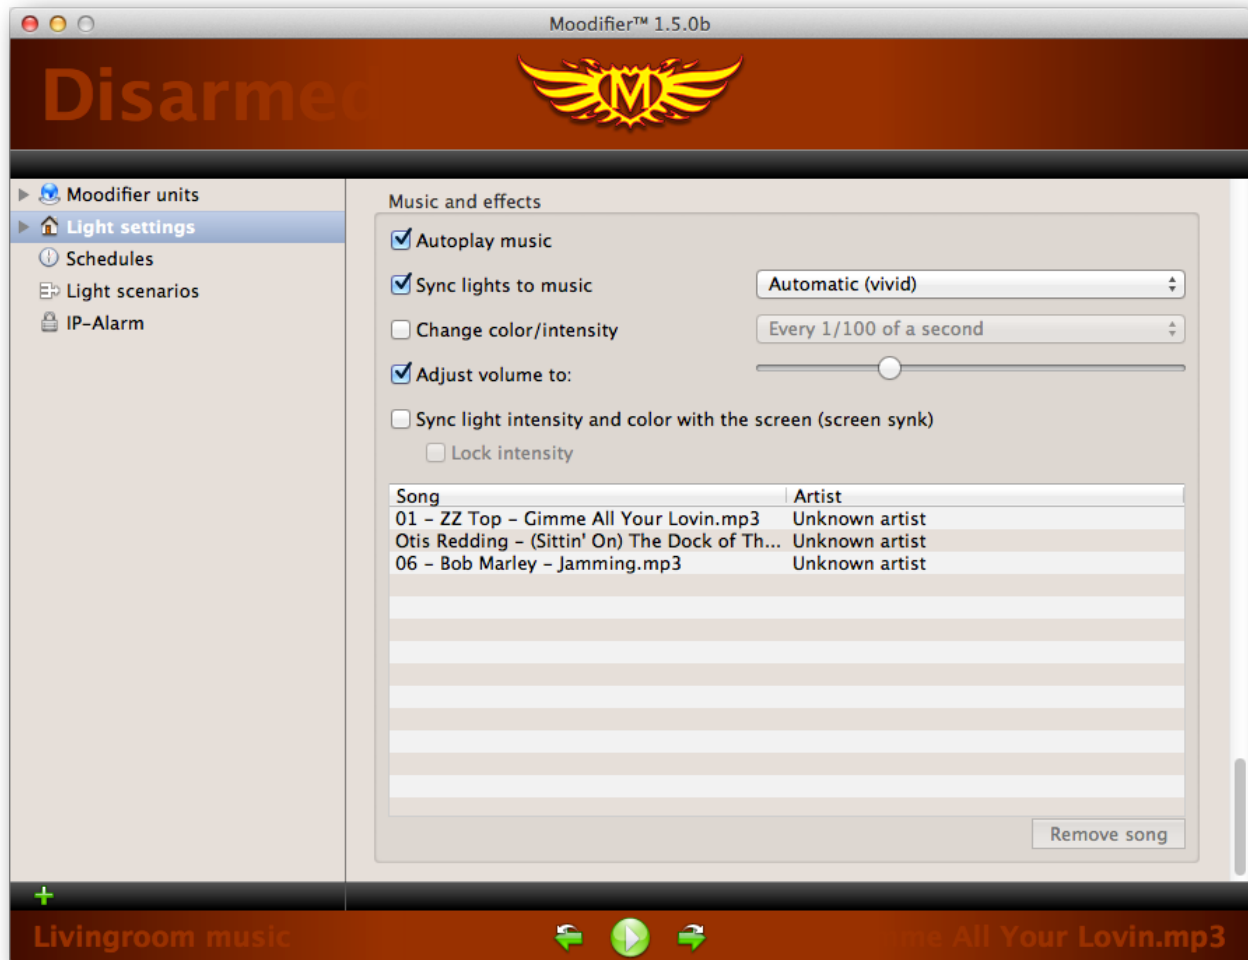 Moodifier™ 1.5.0b
Disarmed
M
Moodifier units
Light settings
Schedules
Light scenarios
IP-Alarm
Music and effects
Autoplay music
Sync lights to music
Automatic (vivid)
Change color/intensity
Every 1/100 of a second
Adjust volume to:
Sync light intensity and color with the screen (screen synk)
Lock intensity
Song Artist
01 - ZZ Top - Gimme All Your Lovin.mp3 Unknown artist
Otis Redding - (Sittin' On) The Dock of Th... Unknown artist
06 - Bob Marley - Jamming.mp3 Unknown artist
Remove song
Livingroom music
me All Your Lovin.mp3